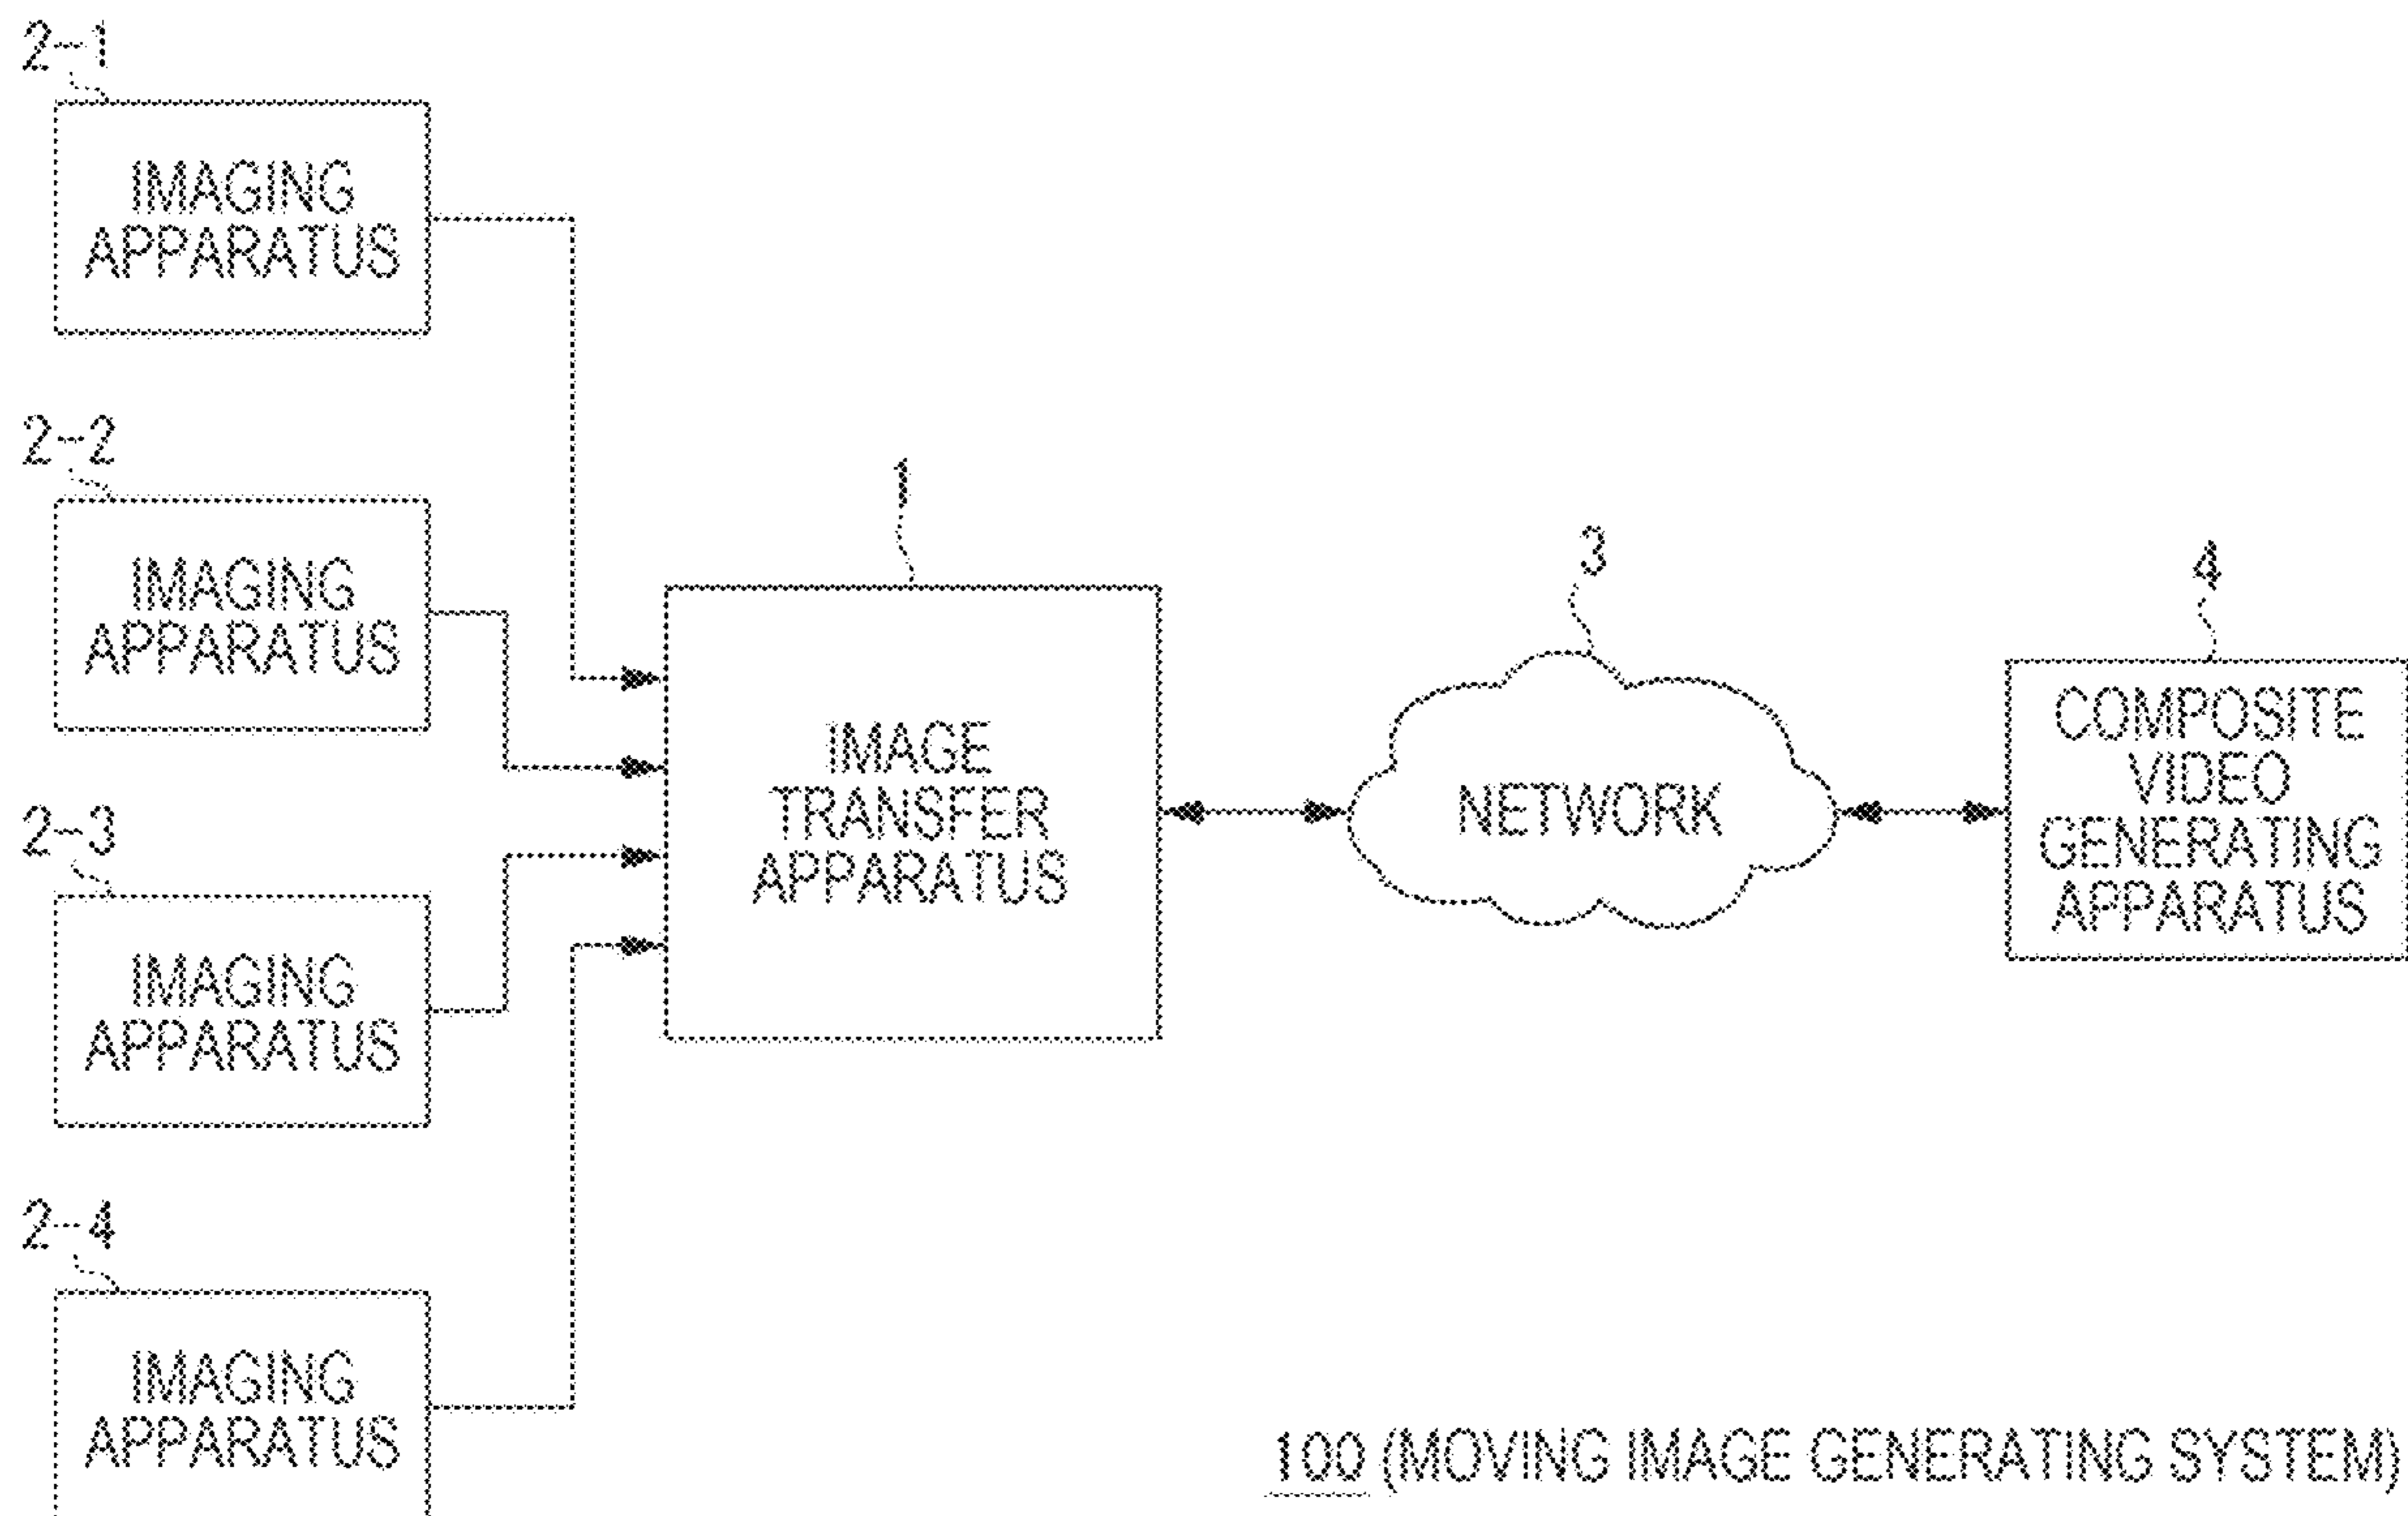 2-1
IMAGING
APPARATUS
2-2
IMAGING
APPARATUS
2-3
IMAGING
APPARATUS
2-4
IMAGING
APPARATUS
1
IMAGE
TRANSFER
APPARATUS
3
NETWORK
4
COMPOSITE
VIDEO
GENERATING
APPARATUS
100 (MOVING IMAGE GENERATING SYSTEM)